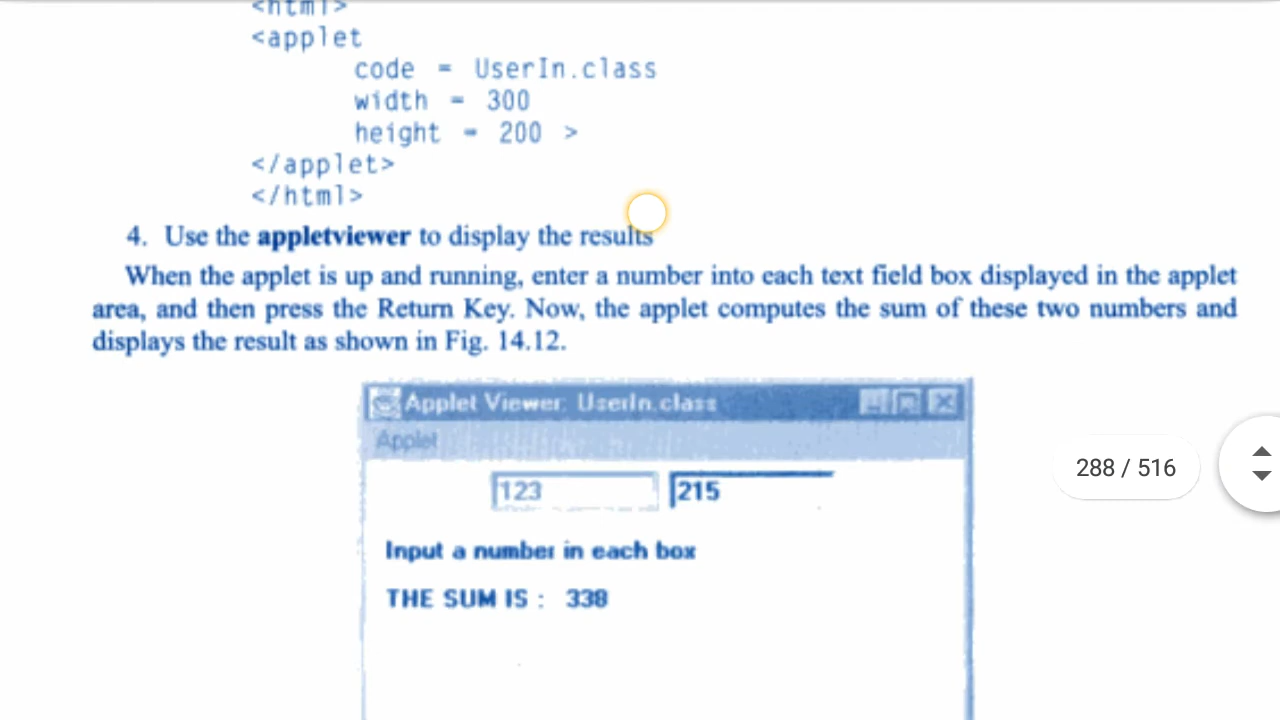 <html>
<applet
code = UserIn.class
width = 300
height = 200 >
</applet>
</html>
4. Use the appletviewer to display the results
When the applet is up and running, enter a number into each text field box displayed in the applet
area, and then press the Return Key. Now, the applet computes the sum of these two numbers and
displays the result as shown in Fig. 14.12.
Applet Viewer: UserIn.class
Applet
123 215
288 / 516
Input a number in each box
THE SUM IS : 338